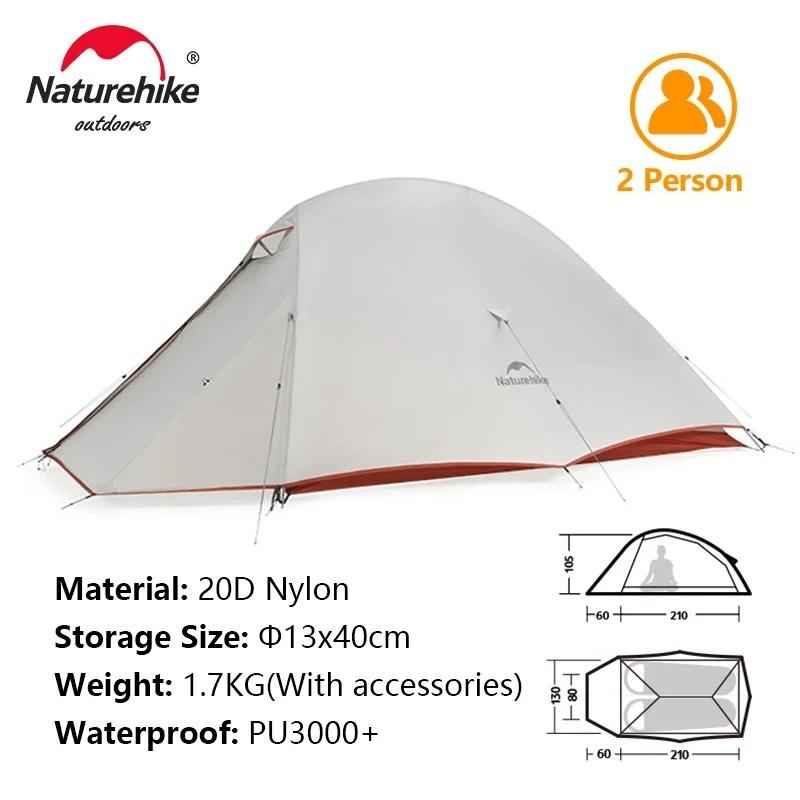 Naturehike®
outdoors
2 Person
Naturehike
Material: 20D Nylon
Storage Size: Φ13x40cm
Weight: 1.7KG(With accessories)
Waterproof: PU3000+
105
60 210
130 80
60 210